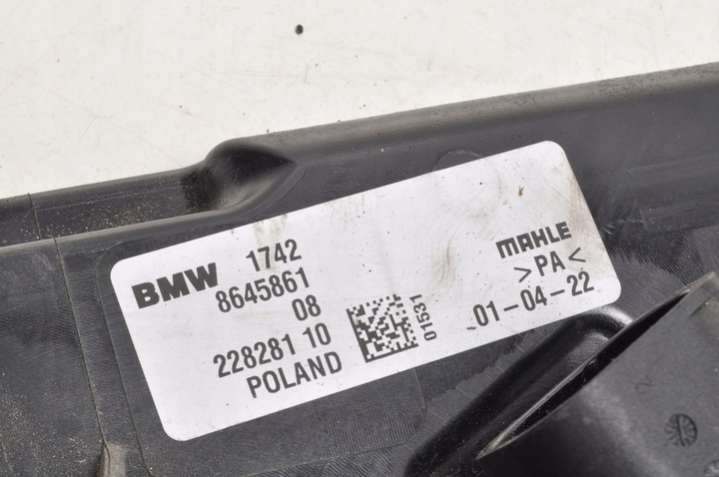 BMW 1742
8645861
08
228281 10
POLAND
01531
MAHLE
>PA<
01-04-22